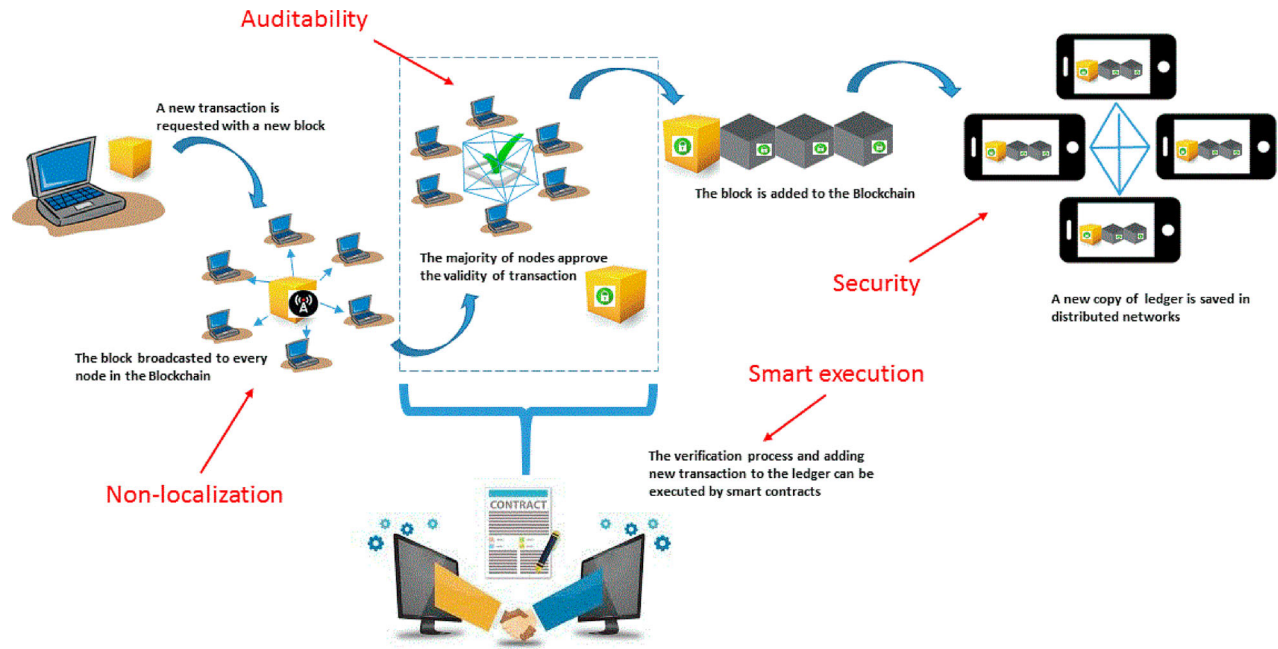 Auditability
A new transaction is
requested with a new block
The block broadcasted to every
node in the Blockchain
Non-localization
The majority of nodes approve
the validity of transaction
The block is added to the Blockchain
Security
A new copy of ledger is saved in
distributed networks
Smart execution
The verification process and adding
new transaction to the ledger can be
executed by smart contracts
CONTRACT